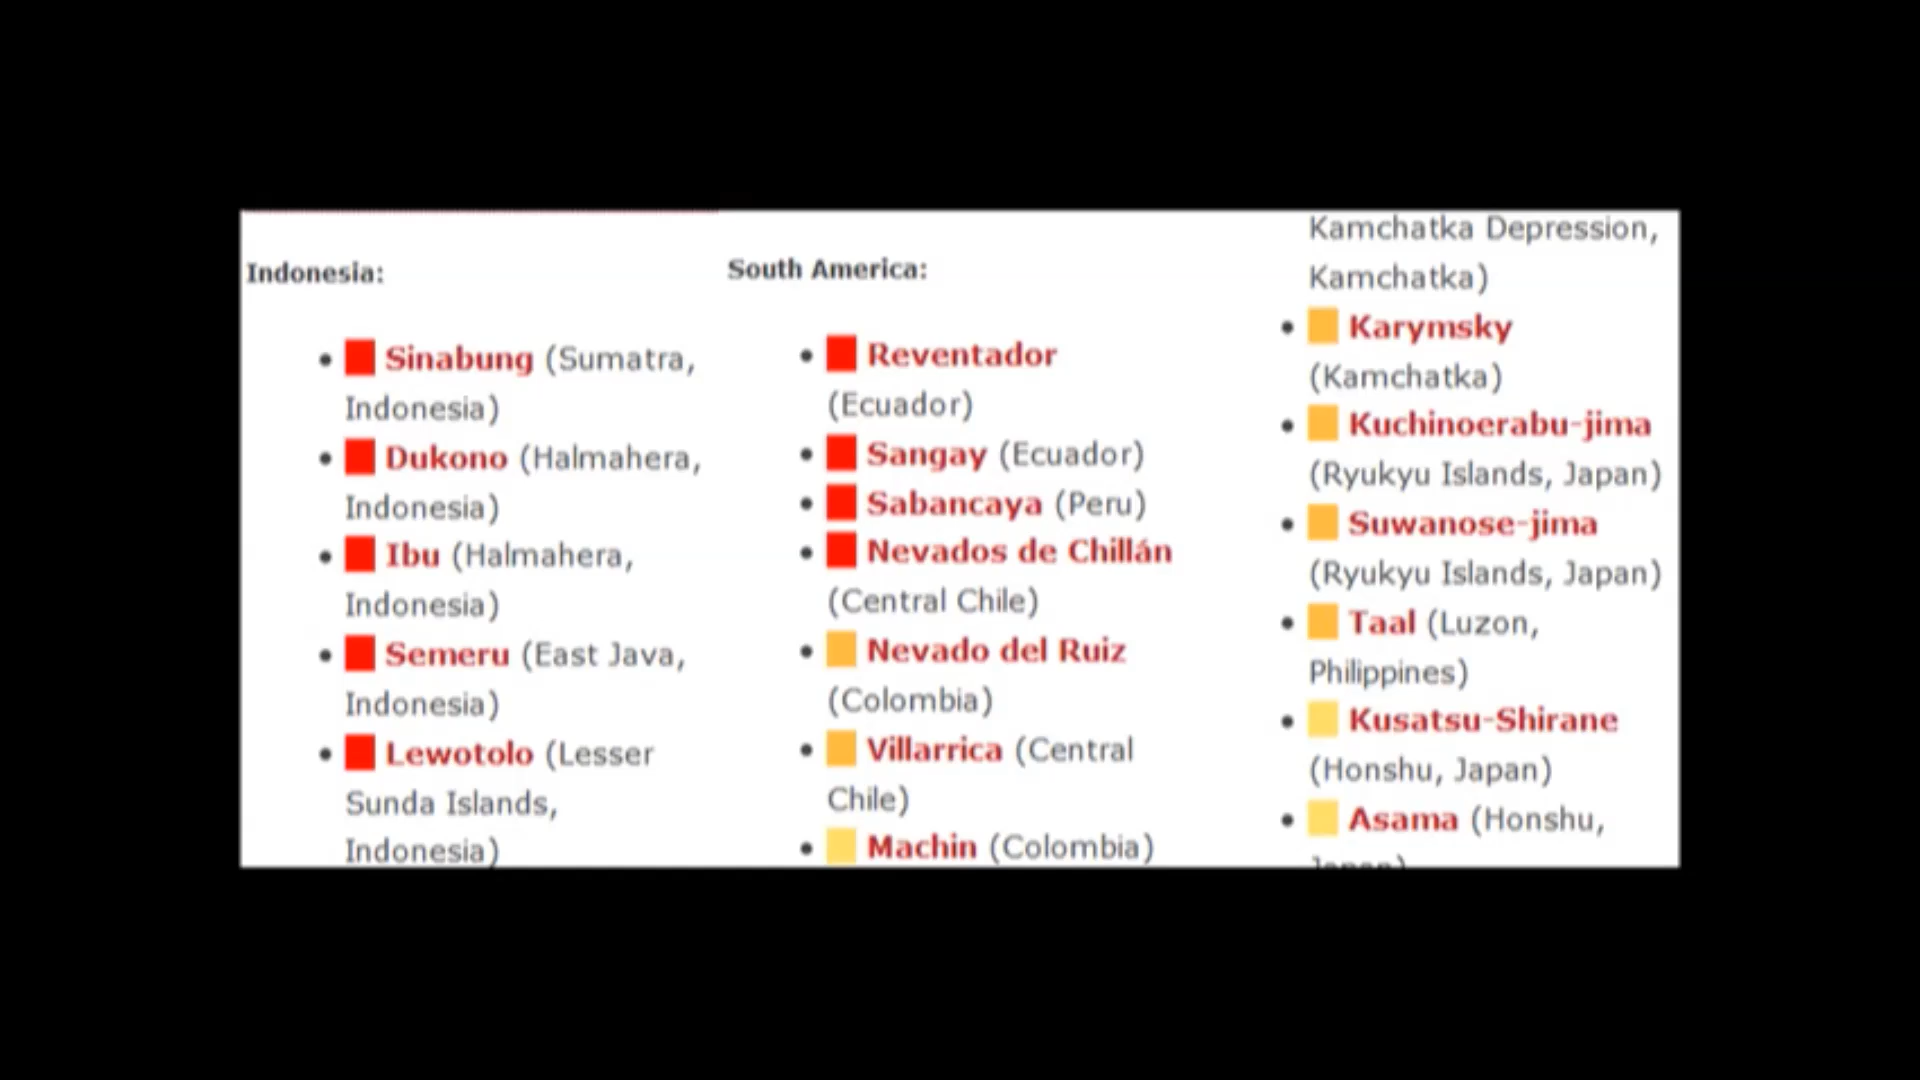 Indonesia:
Sinabung (Sumatra,
Indonesia)
Dukono (Halmahera,
Indonesia)
Ibu (Halmahera,
Indonesia)
Semeru (East Java,
Indonesia)
Lewotolo (Lesser
Sunda Islands,
Indonesia)
South America:
Reventador
(Ecuador)
Sangay (Ecuador)
Sabancaya (Peru)
Nevados de Chillán
(Central Chile)
Nevado del Ruiz
(Colombia)
Villarrica (Central
Chile)
Machin (Colombia)
Kamchatka Depression,
Kamchatka)
Karymsky
(Kamchatka)
Kuchinoerabu-jima
(Ryukyu Islands, Japan)
Suwanose-jima
(Ryukyu Islands, Japan)
Taal (Luzon,
Philippines)
Kusatsu-Shirane
(Honshu, Japan)
Asama (Honshu,
Japan)